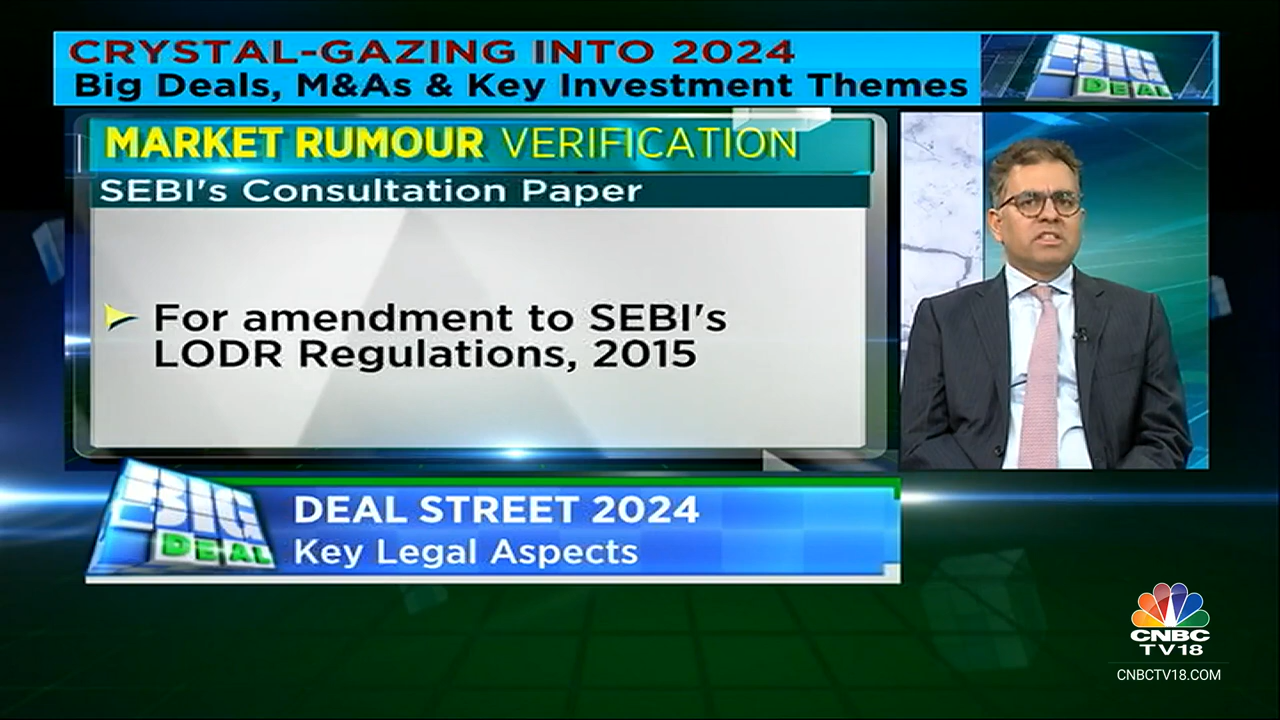 CRYSTAL-GAZING INTO 2024
Big Deals, M&As & Key Investment Themes
BIG
DEAL
MARKET RUMOUR VERIFICATION
SEBI's Consultation Paper
For amendment to SEBI's
LODR Regulations, 2015
BIG
DEAL
DEAL STREET 2024
Key Legal Aspects
CNBC
TV18
CNBCTV18.COM